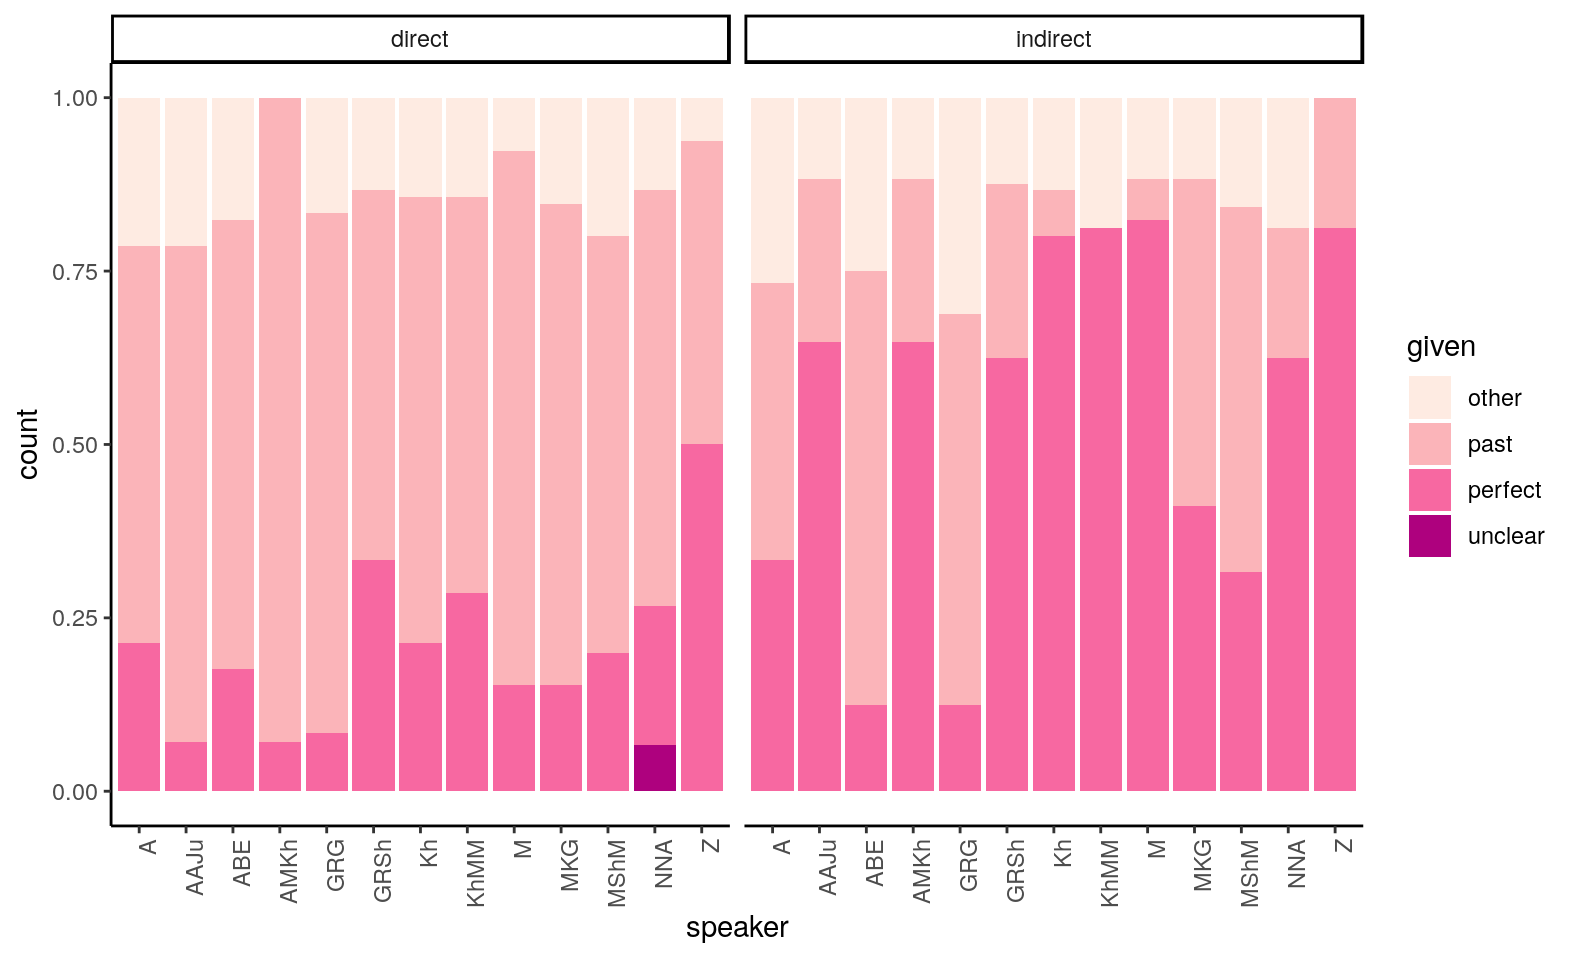 direct
indirect
1.00
0.75
0.50
0.25
0.00
count
A AAJu ABE AMKh GRG GRSh Kh KhMM M MKG MShM NNA Z
A AAJu ABE AMKh GRG GRSh Kh KhMM M MKG MShM NNA Z
speaker
given
other
past
perfect
unclear